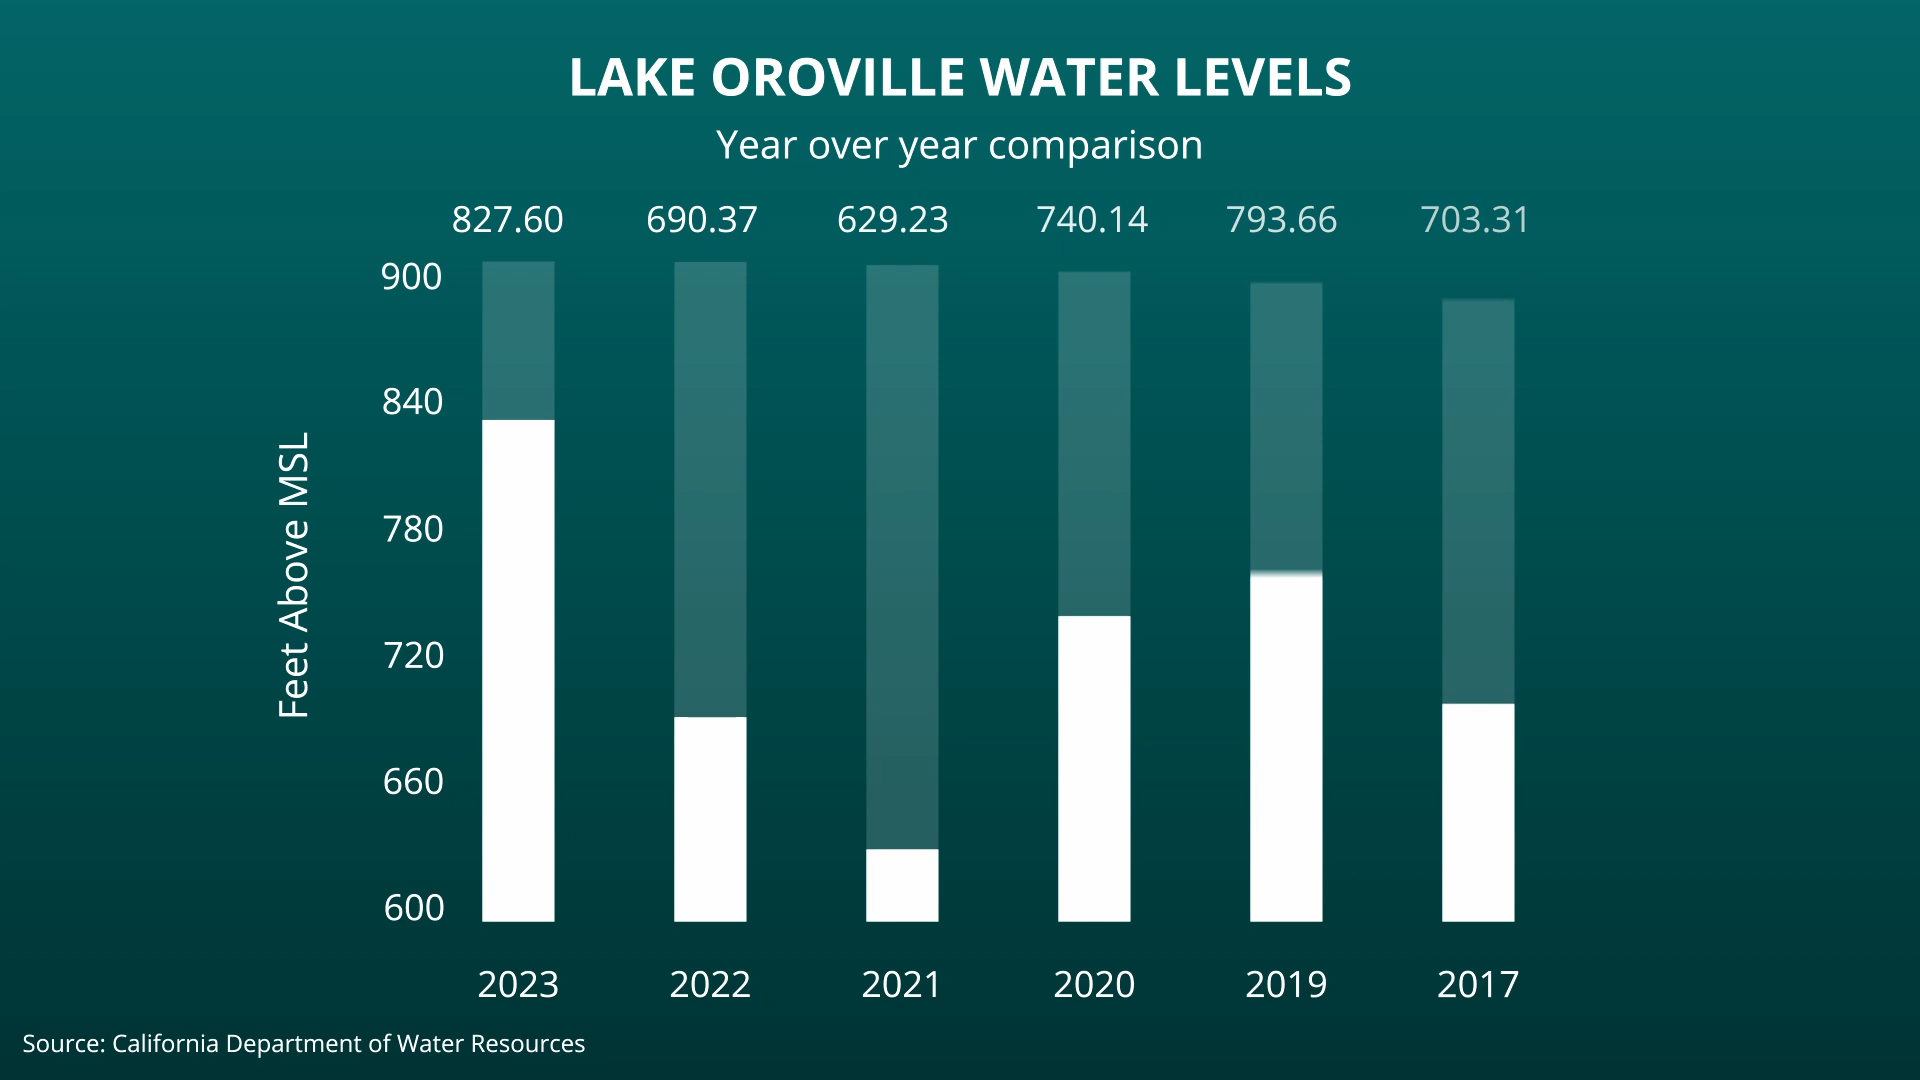 LAKE OROVILLE WATER LEVELS
Year over year comparison
827.60 690.37 629.23 740.14 793.66 703.31
900
840
780
720
660
600
Feet Above MSL
2023 2022 2021 2020 2019 2017
Source: California Department of Water Resources